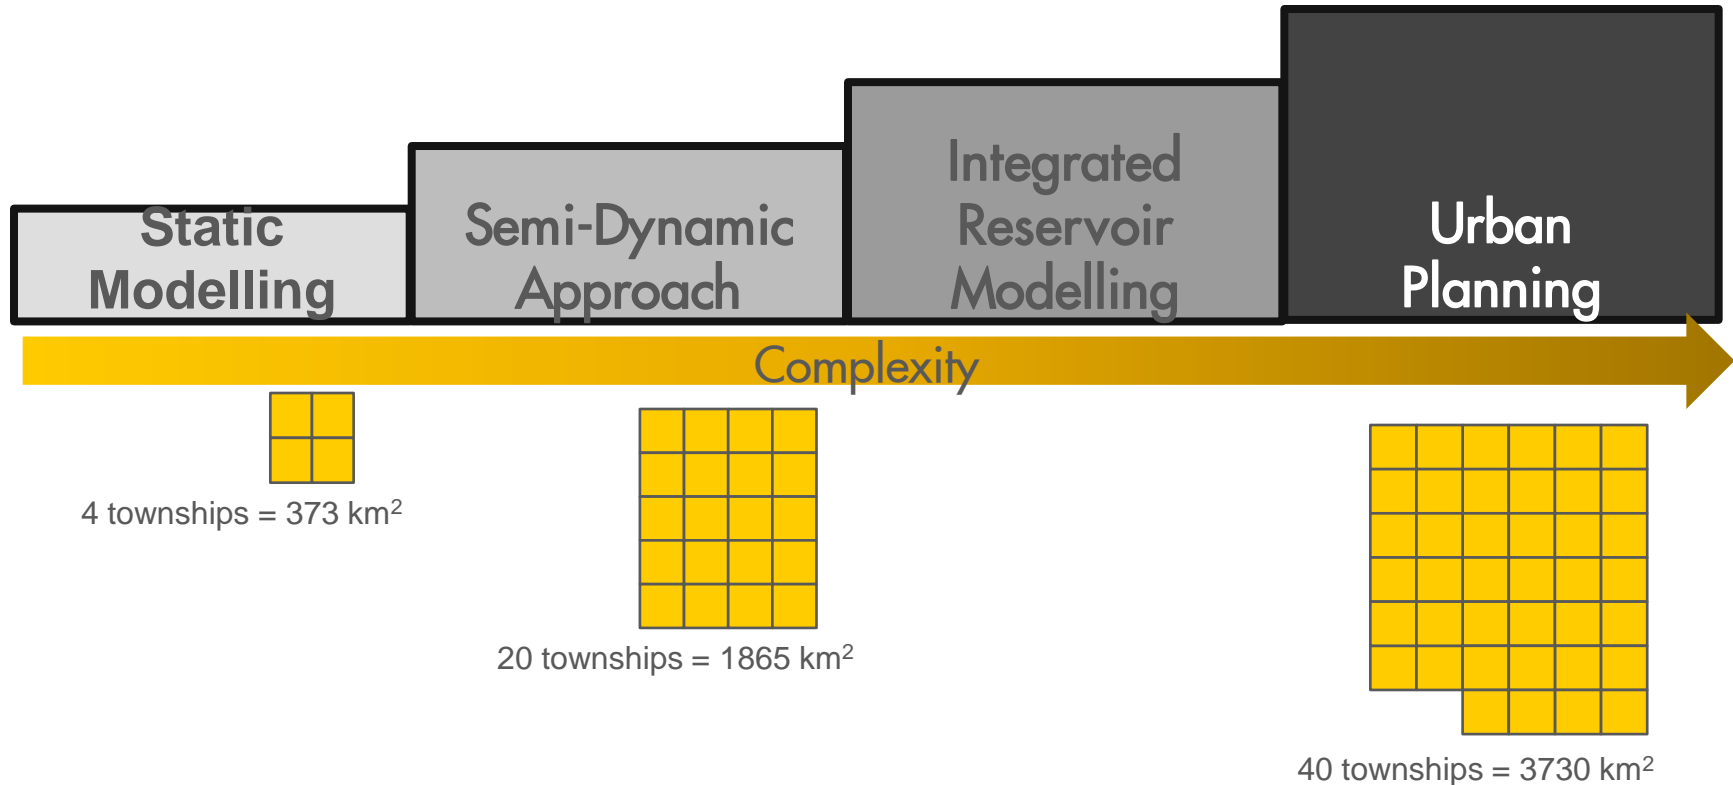 Static
Modelling
Semi-Dynamic
Approach
Integrated
Reservoir
Modelling
Urban
Planning
Complexity
4 townships = 373 km²
20 townships = 1865 km²
40 townships = 3730 km²